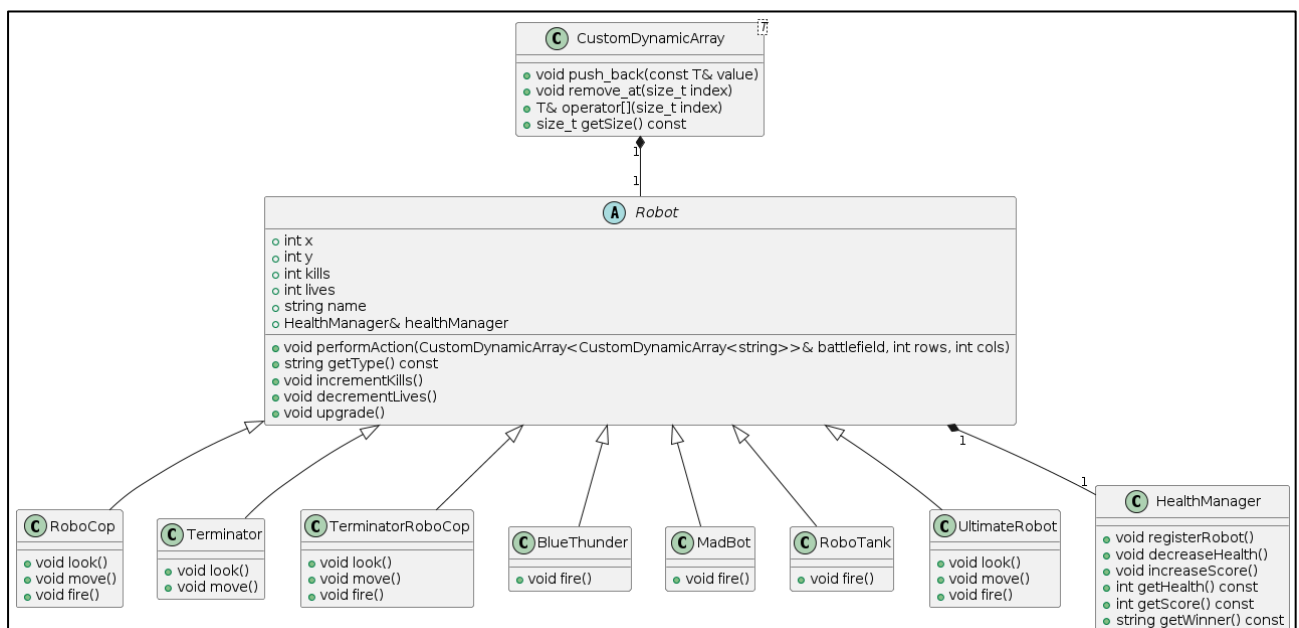 C CustomDynamicArray
T
void push_back(const T& value)
void remove_at(size_t index)
T& operator[](size_t index)
size_t getSize() const
1
1
A Robot
int x
int y
int kills
int lives
string name
HealthManager& healthManager
void performAction(CustomDynamicArray<CustomDynamicArray<string>>& battlefield, int rows, int cols)
string getType() const
void incrementKills()
void decrementLives()
void upgrade()
1
1
C RoboCop
void look()
void move()
void fire()
C Terminator
void look()
void move()
C TerminatorRoboCop
void look()
void move()
void fire()
C BlueThunder
void fire()
C MadBot
void fire()
C RoboTank
void fire()
C UltimateRobot
void look()
void move()
void fire()
C HealthManager
void registerRobot()
void decreaseHealth()
void increaseScore()
int getHealth() const
int getScore() const
string getWinner() const